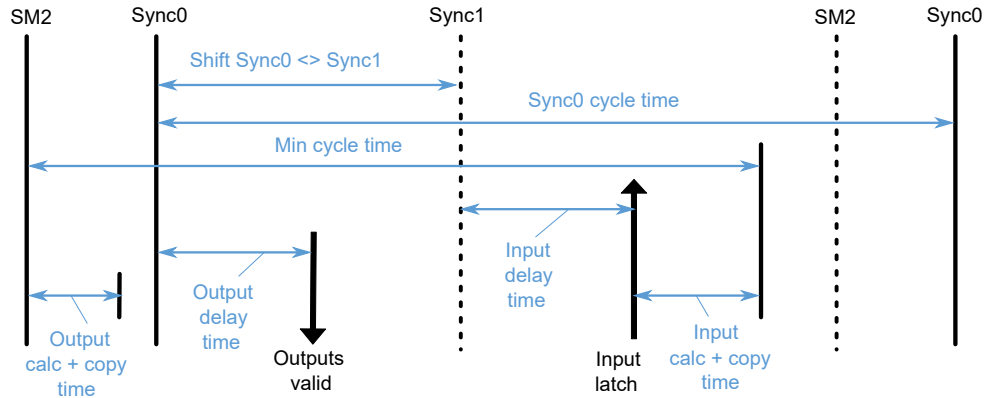 SM2
Sync0
Sync1
SM2
Sync0
Shift Sync0 <> Sync1
Sync0 cycle time
Min cycle time
Input
delay
time
Output
delay
time
Output
calc + copy
time
Outputs
valid
Input
latch
Input
calc + copy
time